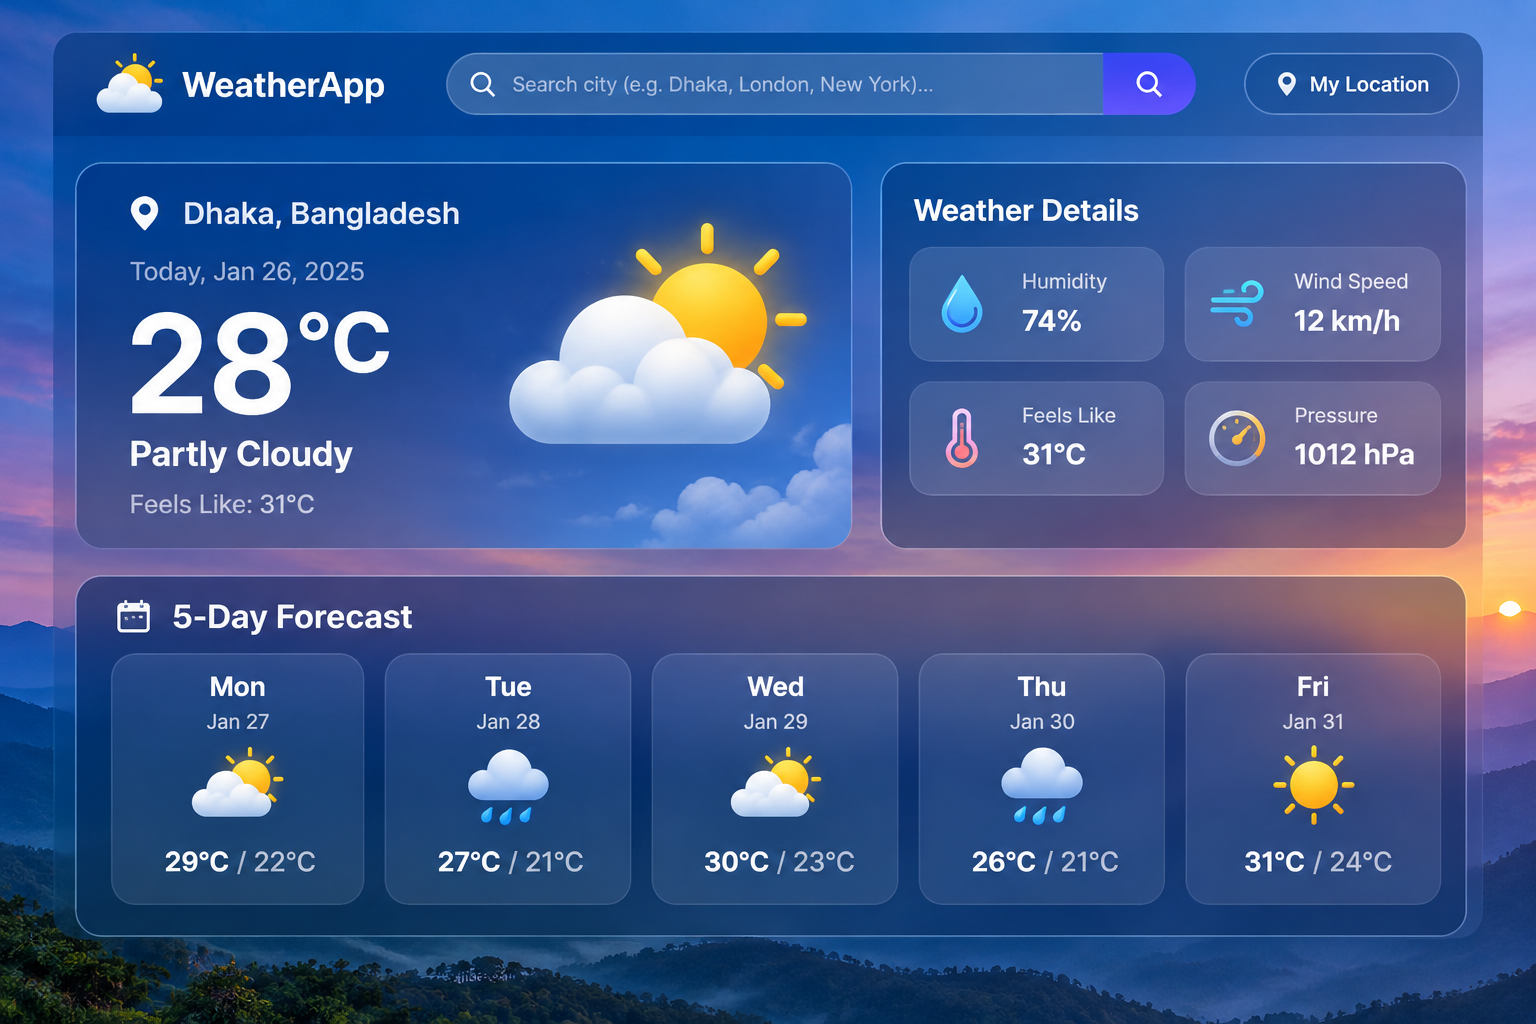 WeatherApp
Search city (e.g. Dhaka, London, New York)...
My Location
Dhaka, Bangladesh
Today, Jan 26, 2025
28°C
Partly Cloudy
Feels Like: 31°C
Weather Details
Humidity
74%
Wind Speed
12 km/h
Feels Like
31°C
Pressure
1012 hPa
5-Day Forecast
Mon
Jan 27
29°C / 22°C
Tue
Jan 28
27°C / 21°C
Wed
Jan 29
30°C / 23°C
Thu
Jan 30
26°C / 21°C
Fri
Jan 31
31°C / 24°C